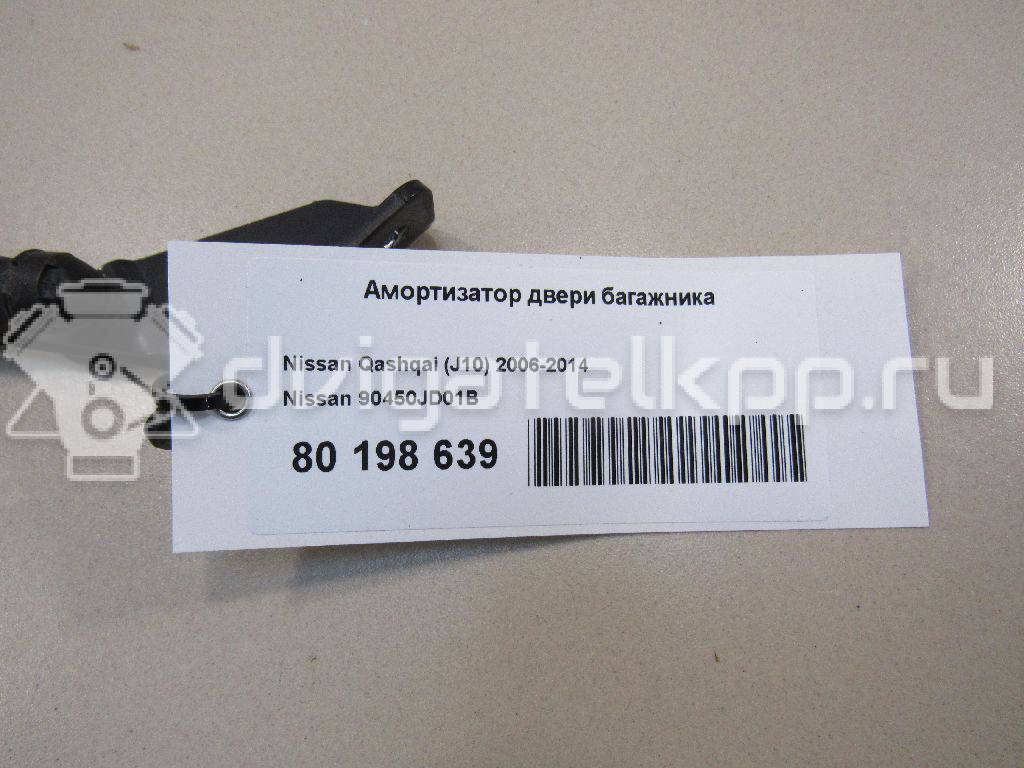 Амортизатор двери багажника
Nissan Qashqai (J10) 2006-2014
Nissan 90450JD01B
80 198 639
dvigatelkpp.ru